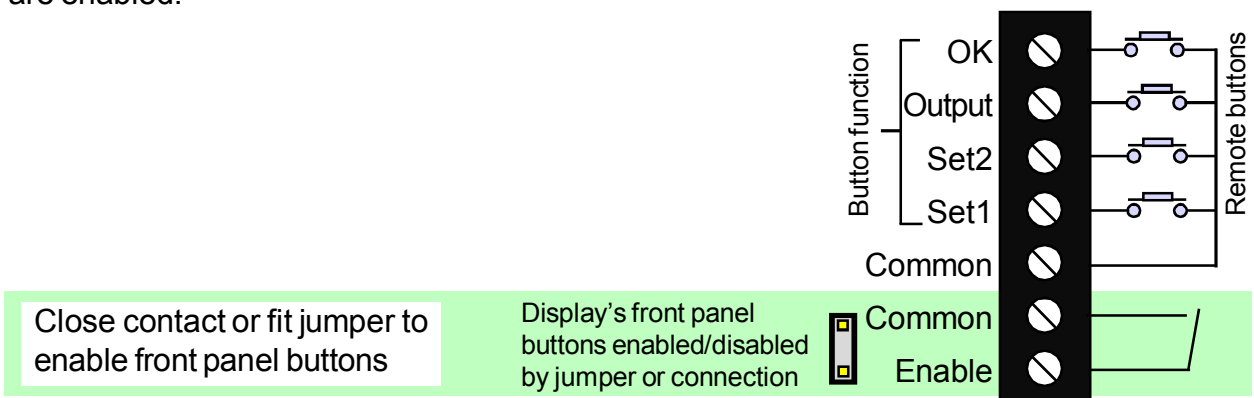 are enabled.
Button function
OK
Output
Set2
Set1
Common
Remote buttons
Close contact or fit jumper to
enable front panel buttons
Display's front panel
buttons enabled/disabled
by jumper or connection
Common
Enable